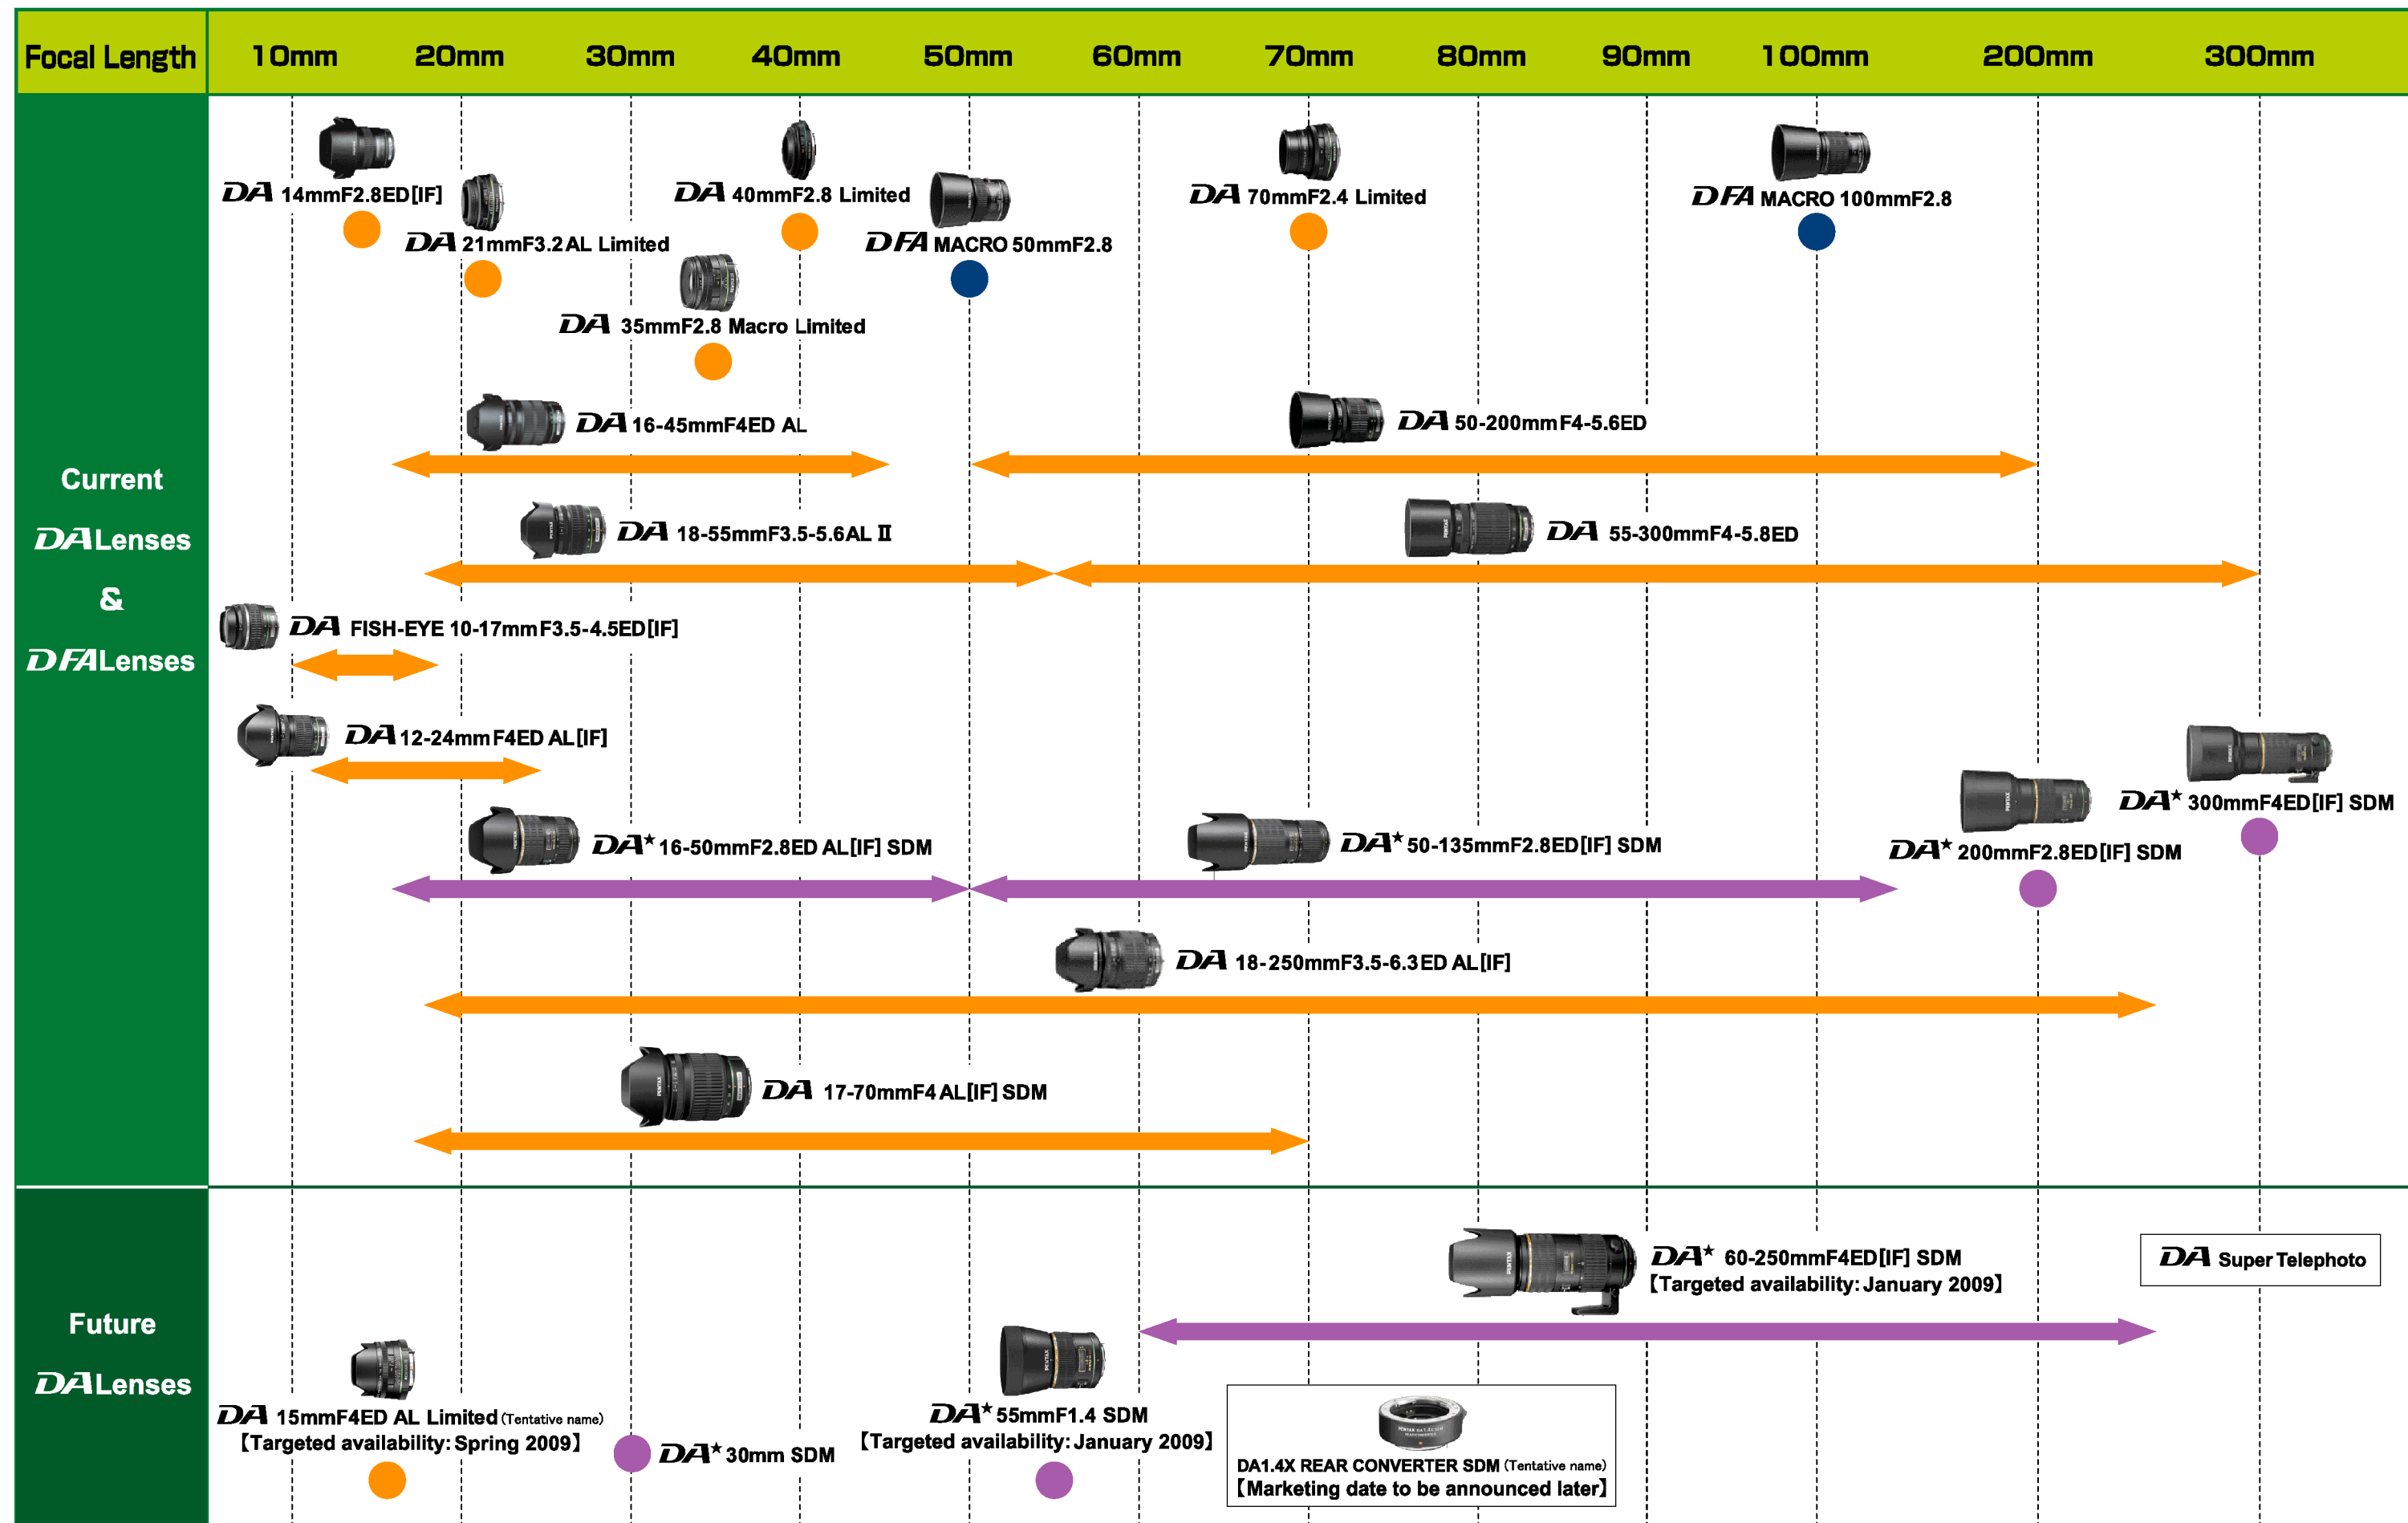 Focal Length 10mm 20mm 30mm 40mm 50mm 60mm 70mm 80mm 90mm 100mm 200mm 300mm
Current
DA Lenses
&
DFA Lenses
DA 14mmF2.8ED[IF]
DA 40mmF2.8 Limited
DA 70mmF2.4 Limited
DFA MACRO 100mmF2.8
DA 21mmF3.2 AL Limited
DFA MACRO 50mmF2.8
DA 35mmF2.8 Macro Limited
DA 16-45mmF4ED AL
DA 50-200mmF4-5.6ED
DA 18-55mmF3.5-5.6AL II
DA 55-300mmF4-5.8ED
DA FISH-EYE 10-17mmF3.5-4.5ED[IF]
DA 12-24mmF4ED AL[IF]
DA★ 300mmF4ED[IF] SDM
DA★ 16-50mmF2.8ED AL[IF] SDM
DA★ 50-135mmF2.8ED[IF] SDM
DA★ 200mmF2.8ED[IF] SDM
DA 18-250mmF3.5-6.3ED AL[IF]
DA 17-70mmF4 AL[IF] SDM
Future
DA Lenses
DA★ 60-250mmF4ED[IF] SDM
【Targeted availability: January 2009】
DA Super Telephoto
DA 15mmF4ED AL Limited (Tentative name)
【Targeted availability: Spring 2009】
DA★ 30mm SDM
DA★ 55mmF1.4 SDM
【Targeted availability: January 2009】
DA1.4X REAR CONVERTER SDM (Tentative name)
【Marketing date to be announced later】